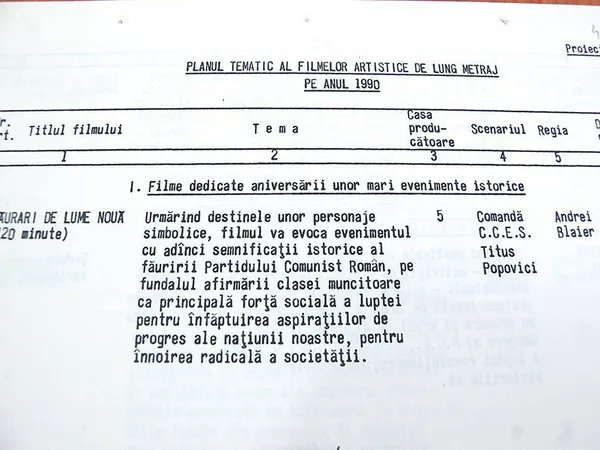 4
Proiec
PLANUL TEMATIC AL FILMELOR ARTISTICE DE LUNG METRAJ
PE ANUL 1990
r. Titlul filmului T e m a Casa Scenariul Regia D
rt. produ-
cătoare
1 2 3 4 5
1. Filme dedicate aniversării unor mari evenimente istorice
AURARI DE LUME NOUĂ Urmărind destinele unor personaje 5 Comandă Andrei
20 minute) simbolice, filmul va evoca evenimentul C.C.E.S. Blaier
cu adînci semnificaţii istorice al Titus
făuririi Partidului Comunist Român, pe Popovici
fundalul afirmării clasei muncitoare
ca principală forţă socială a luptei
pentru înfăptuirea aspiraţiilor de
progres ale naţiunii noastre, pentru
înnoirea radicală a societăţii.